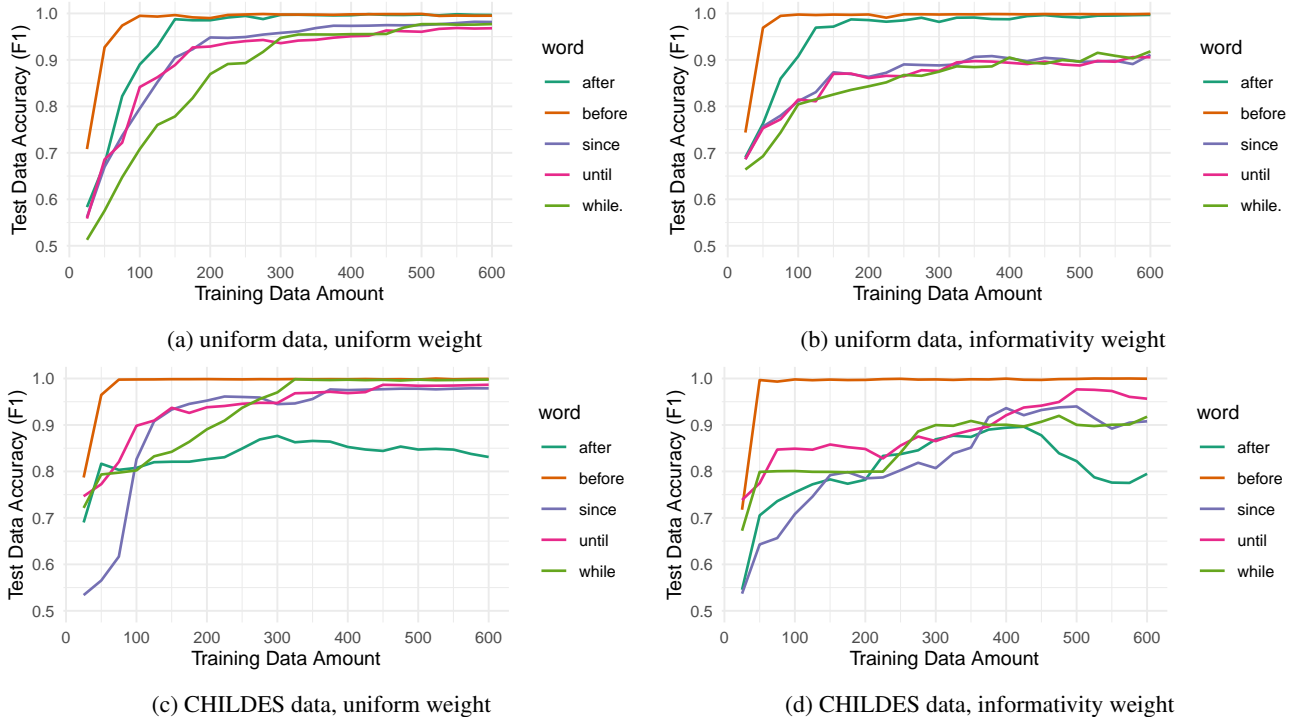 Test Data Accuracy (F1)
1.0
0.9
0.8
0.7
0.6
0.5
0
100
200
300
400
500
600
Training Data Amount
word
after
before
since
until
while.
(a) uniform data, uniform weight
Test Data Accuracy (F1)
1.0
0.9
0.8
0.7
0.6
0.5
0
100
200
300
400
500
600
Training Data Amount
word
after
before
since
until
while.
(b) uniform data, informativity weight
Test Data Accuracy (F1)
1.0
0.9
0.8
0.7
0.6
0.5
0
100
200
300
400
500
600
Training Data Amount
word
after
before
since
until
while
(c) CHILDES data, uniform weight
Test Data Accuracy (F1)
1.0
0.9
0.8
0.7
0.6
0.5
0
100
200
300
400
500
600
Training Data Amount
word
after
before
since
until
while
(d) CHILDES data, informativity weight